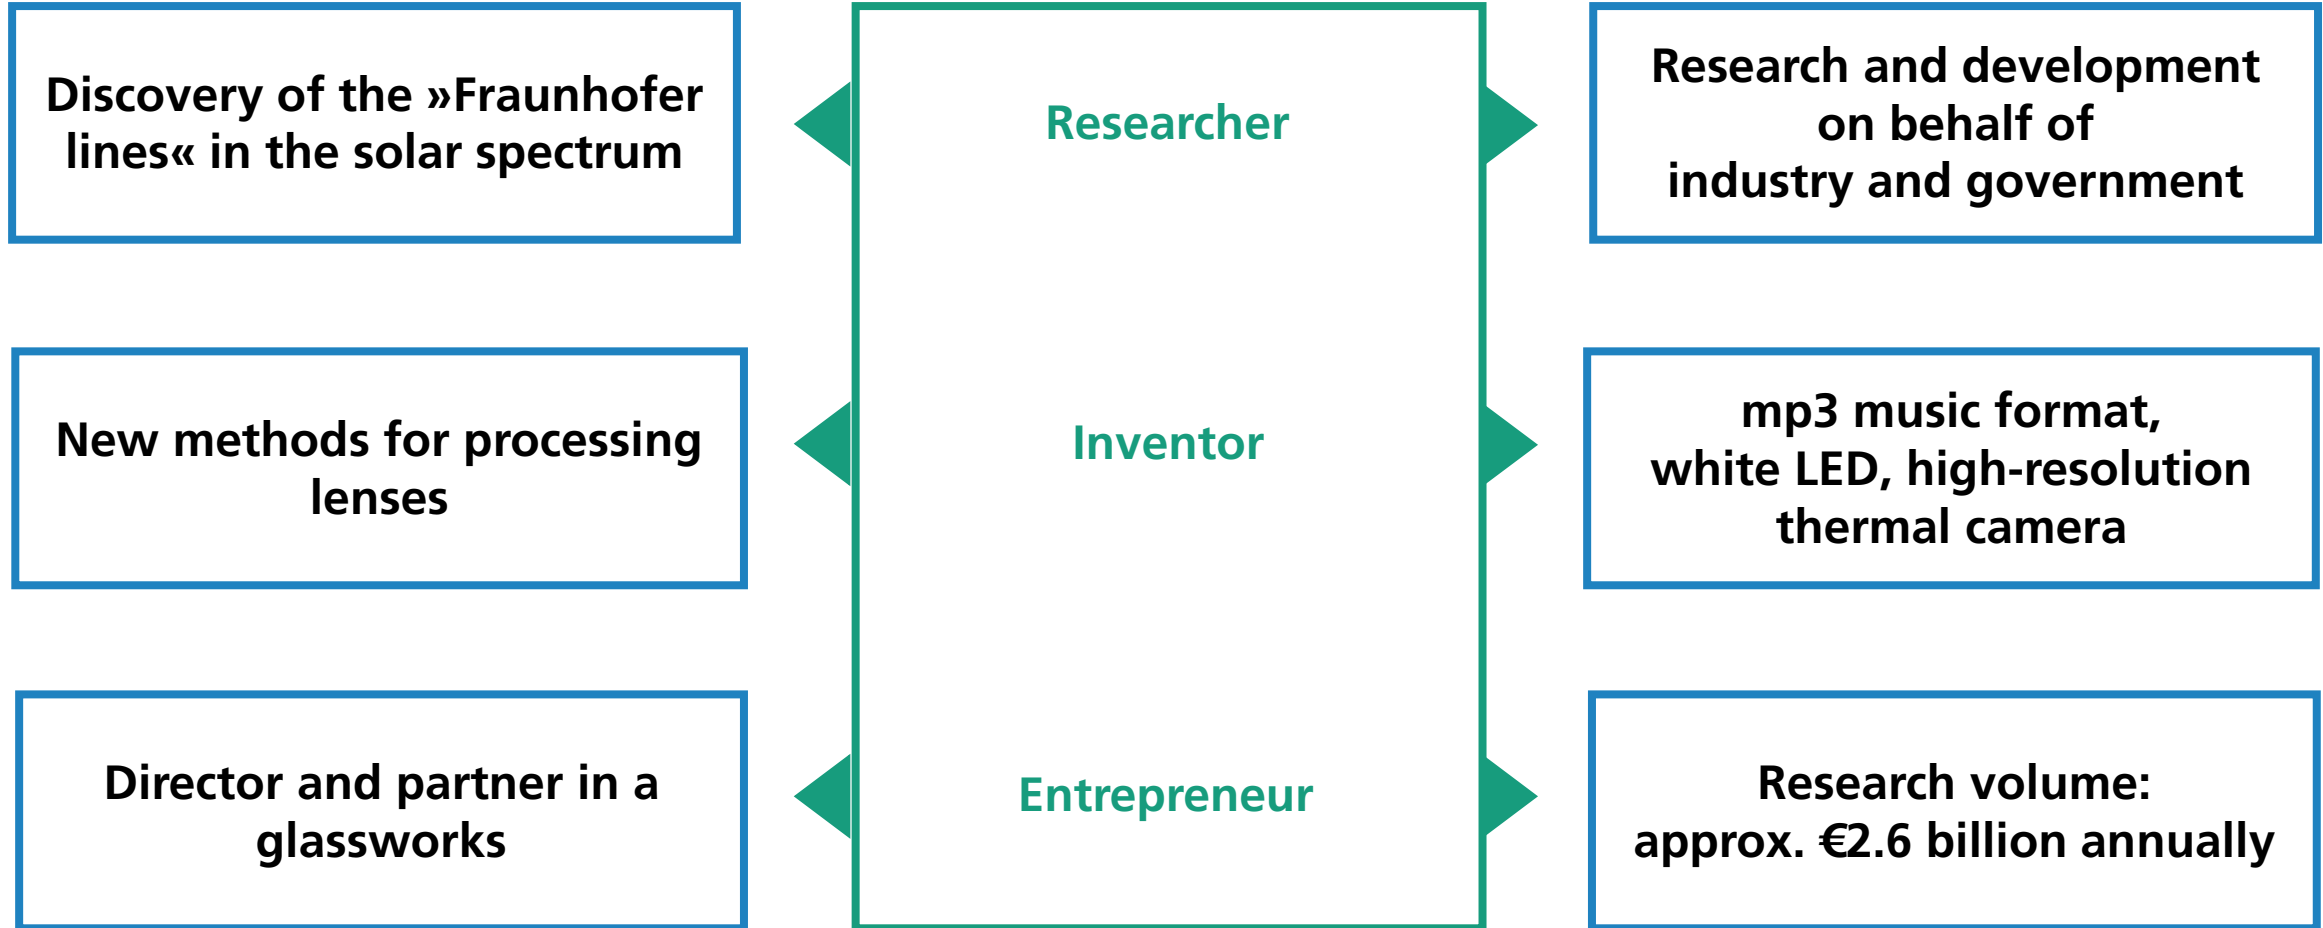 Discovery of the »Fraunhofer
lines« in the solar spectrum
Researcher
Research and development
on behalf of
industry and government
New methods for processing
lenses
Inventor
mp3 music format,
white LED, high-resolution
thermal camera
Director and partner in a
glassworks
Entrepreneur
Research volume:
approx. €2.6 billion annually